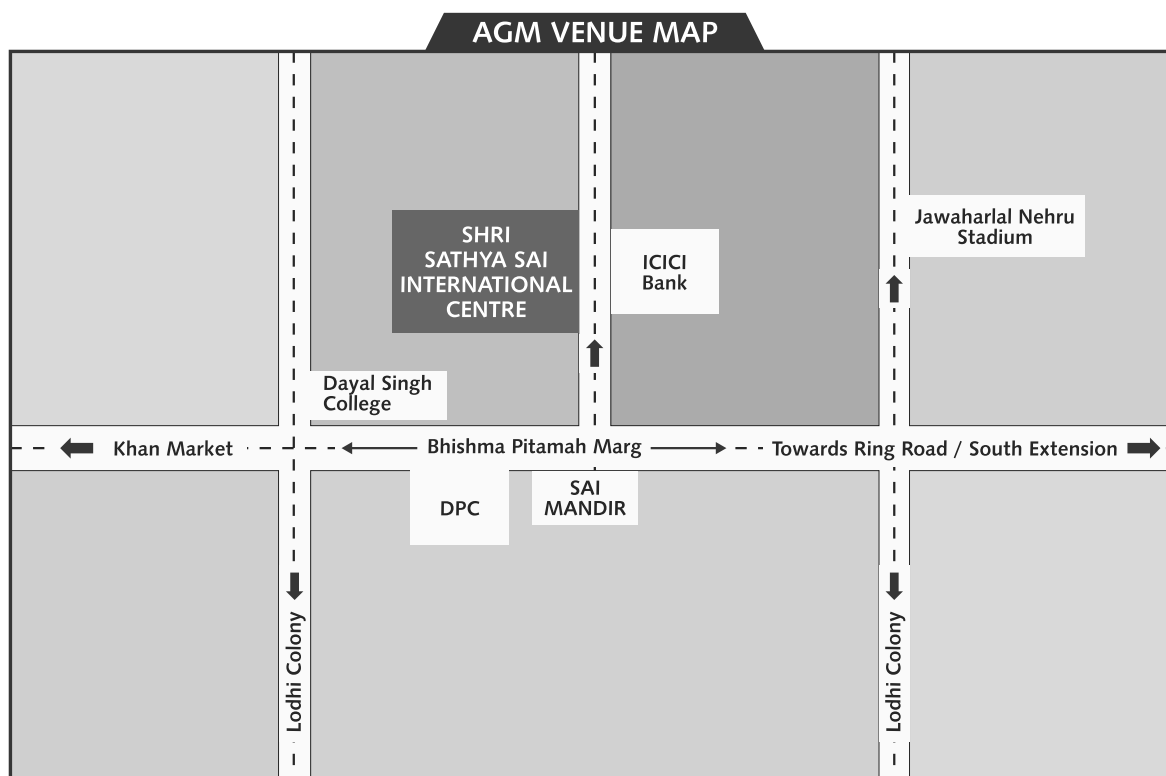 AGM VENUE MAP
Jawaharlal Nehru
Stadium
SHRI
SATHYA SAI
INTERNATIONAL
CENTRE
ICICI
Bank
Dayal Singh
College
Khan Market
Bhishma Pitamah Marg
Towards Ring Road / South Extension
DPC
SAI
MANDIR
Lodhi Colony
Lodhi Colony